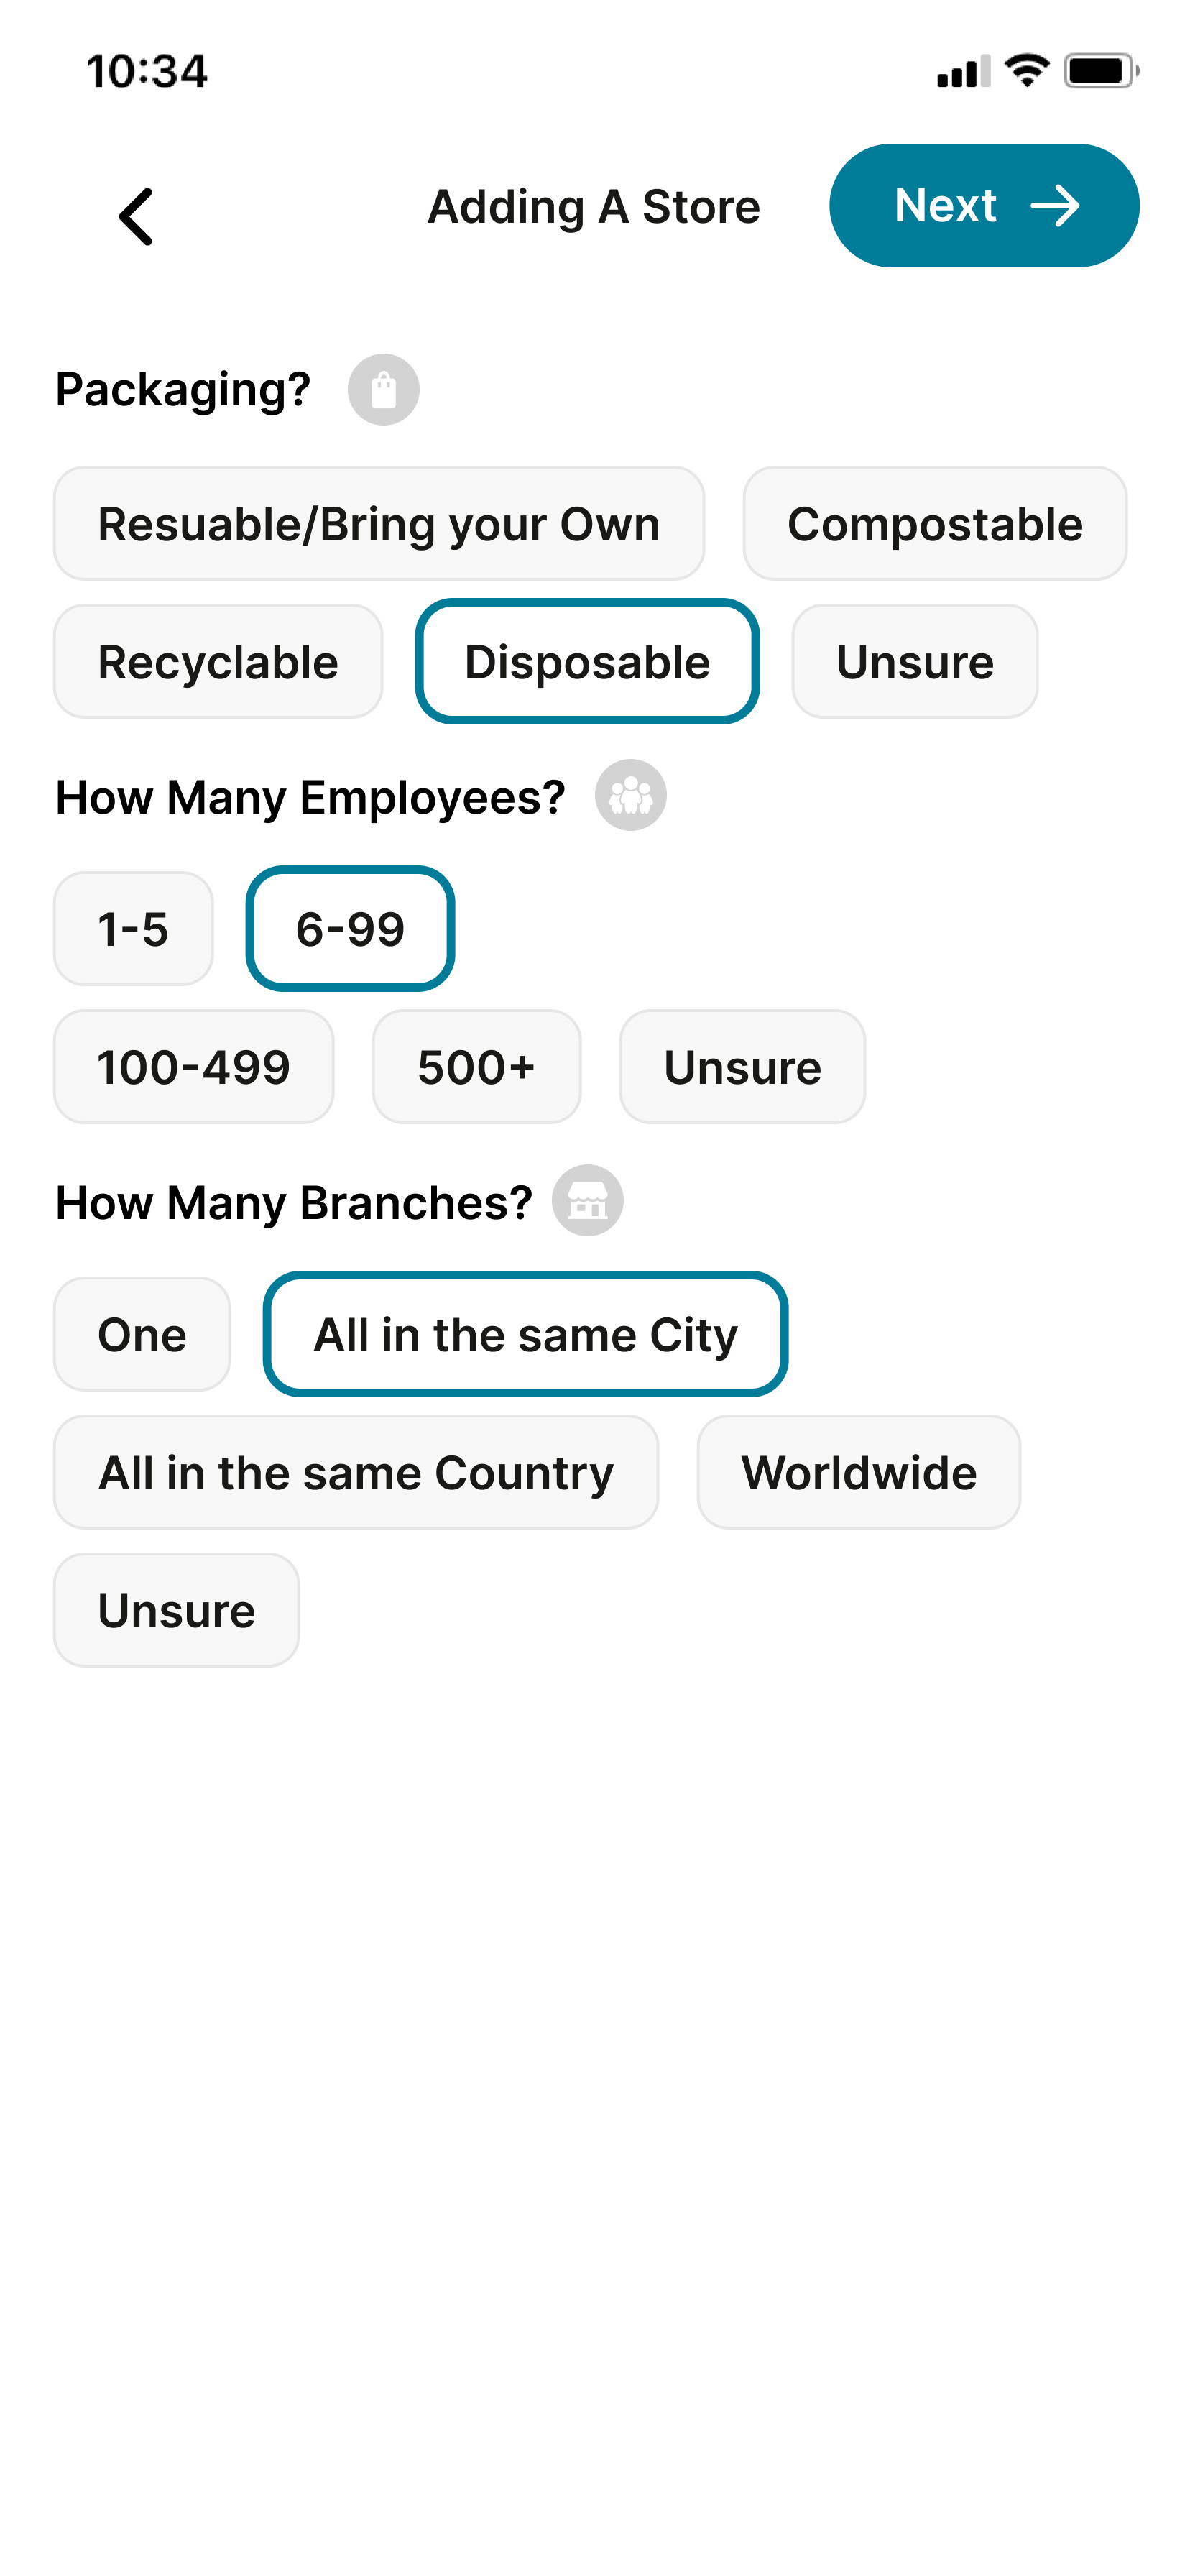 10:34
Adding A Store
Next
Packaging?
Resuable/Bring your Own
Compostable
Recyclable
Disposable
Unsure
How Many Employees?
1-5
6-99
100-499
500+
Unsure
How Many Branches?
One
All in the same City
All in the same Country
Worldwide
Unsure